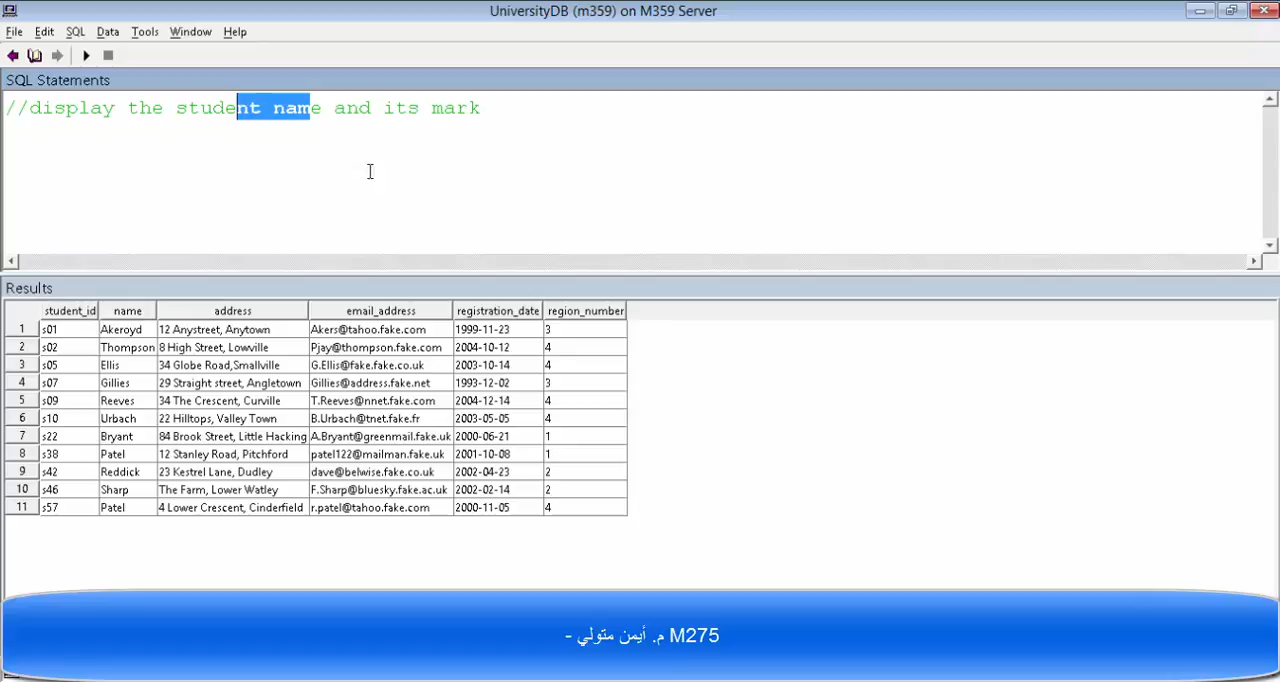 UniversityDB (m359) on M359 Server
File Edit SQL Data Tools Window Help
SQL Statements
//display the student name and its mark
Results
student_id name address email_address registration_date region_number
1 s01 Akeroyd 12 Anystreet, Anytown Akers@tahoo.fake.com 1999-11-23 3
2 s02 Thompson 8 High Street, Lowville Pjay@thompson.fake.com 2004-10-12 4
3 s05 Ellis 34 Globe Road,Smallville G.Ellis@fake.fake.co.uk 2003-10-14 4
4 s07 Gillies 29 Straight street, Angletown Gillies@address.fake.net 1993-12-02 3
5 s09 Reeves 34 The Crescent, Curville T.Reeves@nnet.fake.com 2004-12-14 4
6 s10 Urbach 22 Hilltops, Valley Town B.Urbach@tnet.fake.fr 2003-05-05 4
7 s22 Bryant 84 Brook Street, Little Hacking A.Bryant@greenmail.fake.uk 2000-06-21 1
8 s38 Patel 12 Stanley Road, Pitchford patel122@mailman.fake.uk 2001-10-08 1
9 s42 Reddick 23 Kestrel Lane, Dudley dave@belwise.fake.co.uk 2002-04-23 2
10 s46 Sharp The Farm, Lower Watley F.Sharp@bluesky.fake.ac.uk 2002-02-14 2
11 s57 Patel 4 Lower Crescent, Cinderfield r.patel@tahoo.fake.com 2000-11-05 4
M275 م. أيمن متولي -